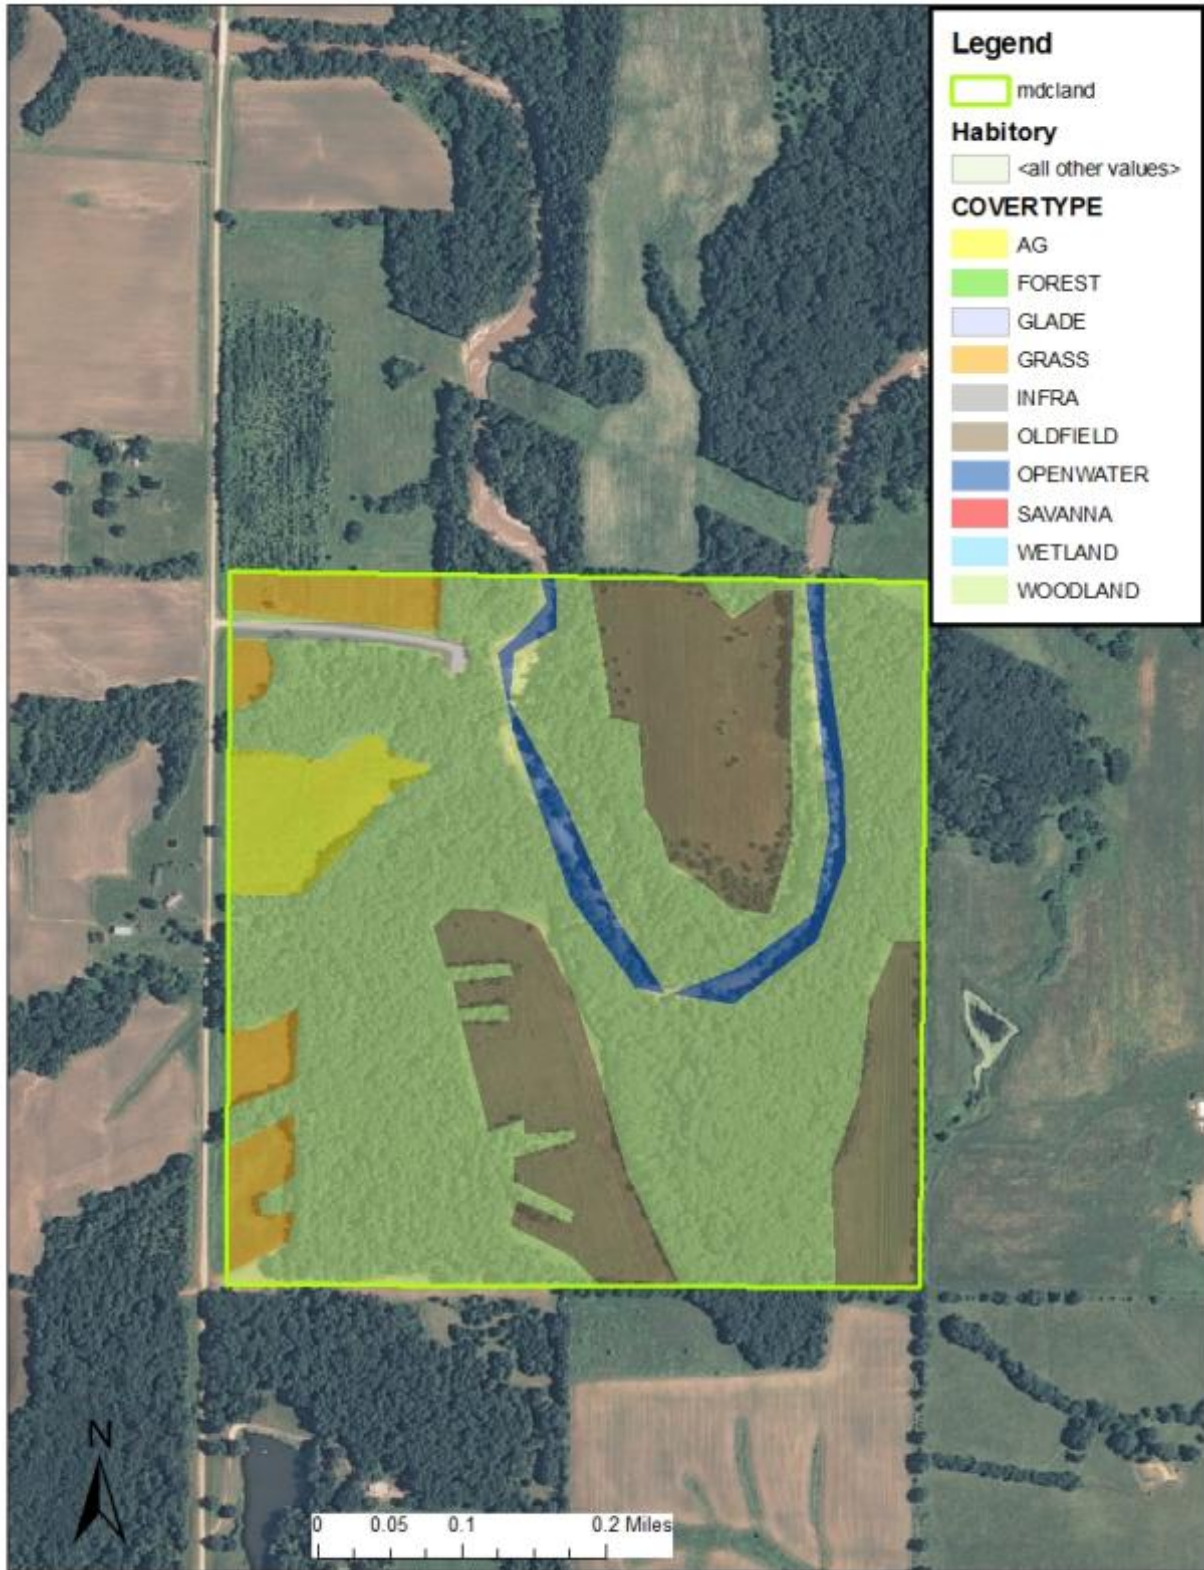 Legend
mdcland
Habitory
<all other values>
COVERTYPE
AG
FOREST
GLADE
GRASS
INFRA
OLDFIELD
OPENWATER
SAVANNA
WETLAND
WOODLAND
N
0 0.05 0.1 0.2 Miles